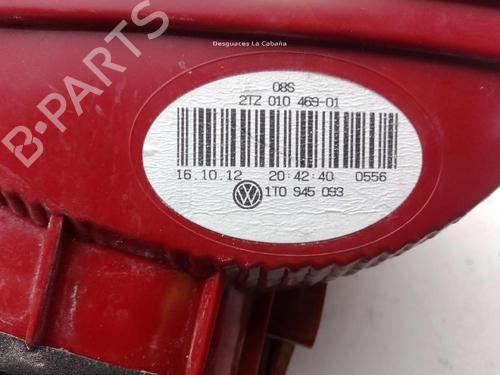 Desguaces La Cabaña
B-PARTS
08S
2TZ 010 469-01
16.10.12 20:42:40 0556
1T0 945 093